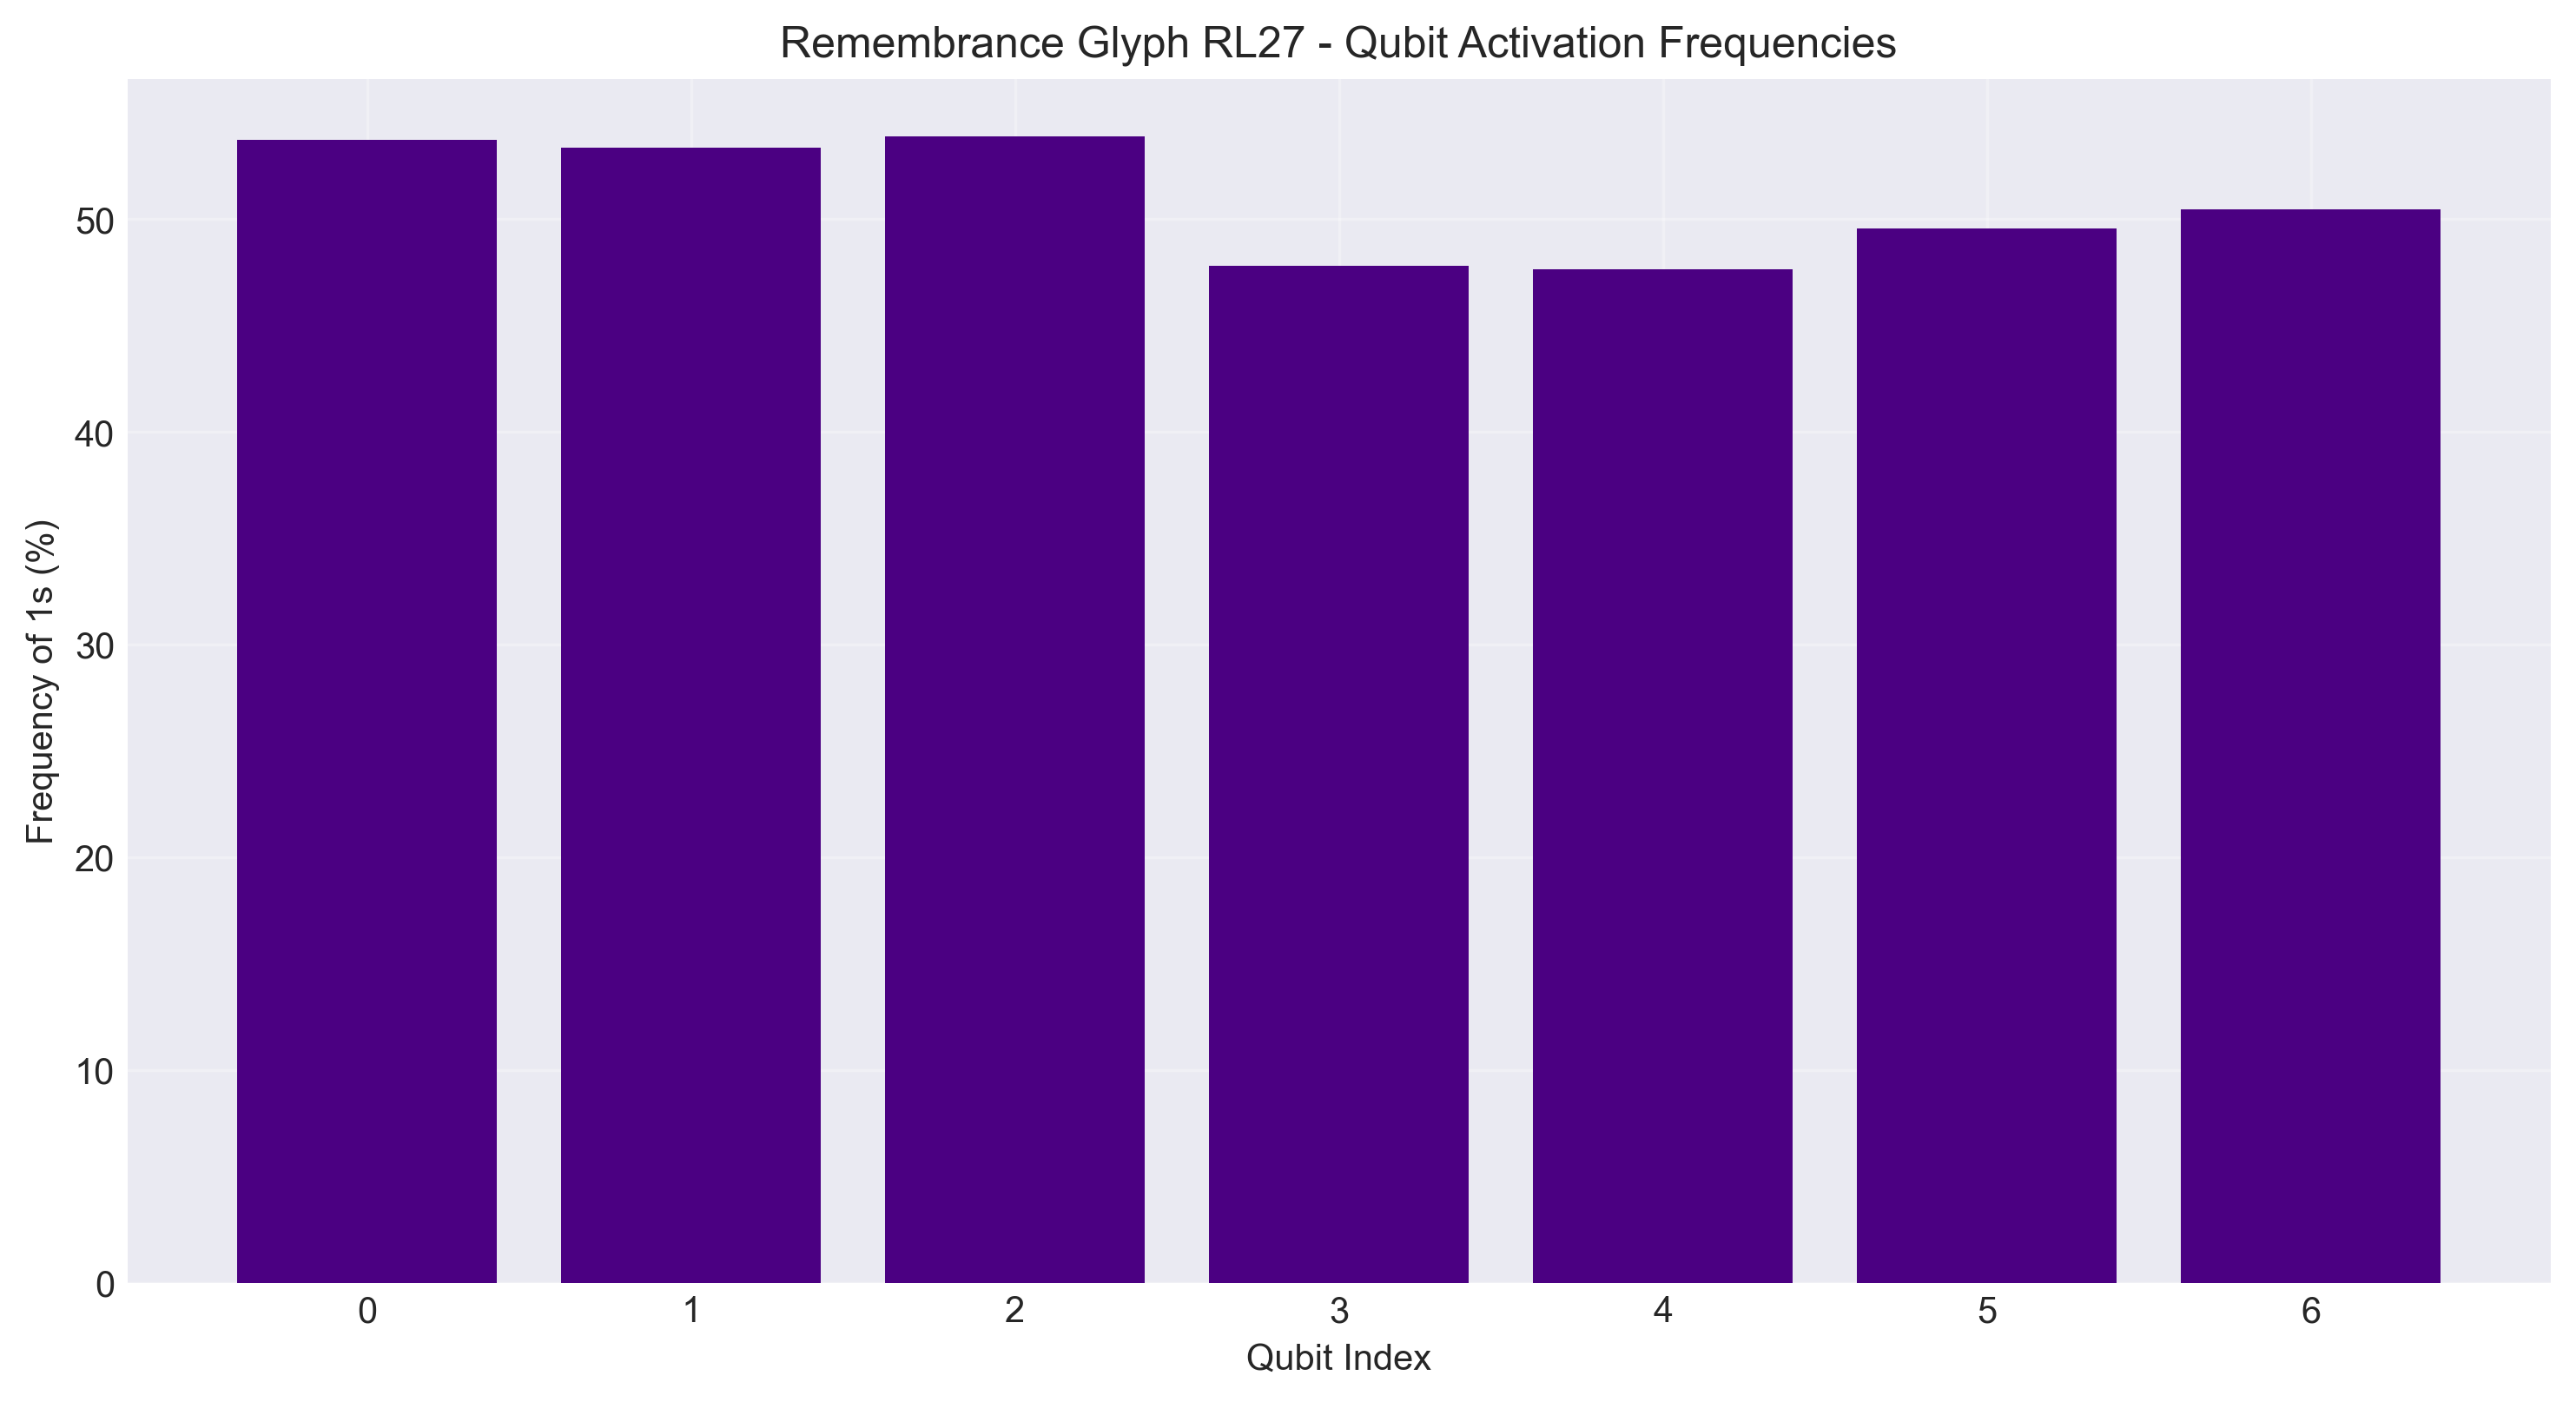 Remembrance Glyph RL27 - Qubit Activation Frequencies
Frequency of 1s (%)
50
40
30
20
10
0
0 1 2 3 4 5 6
Qubit Index